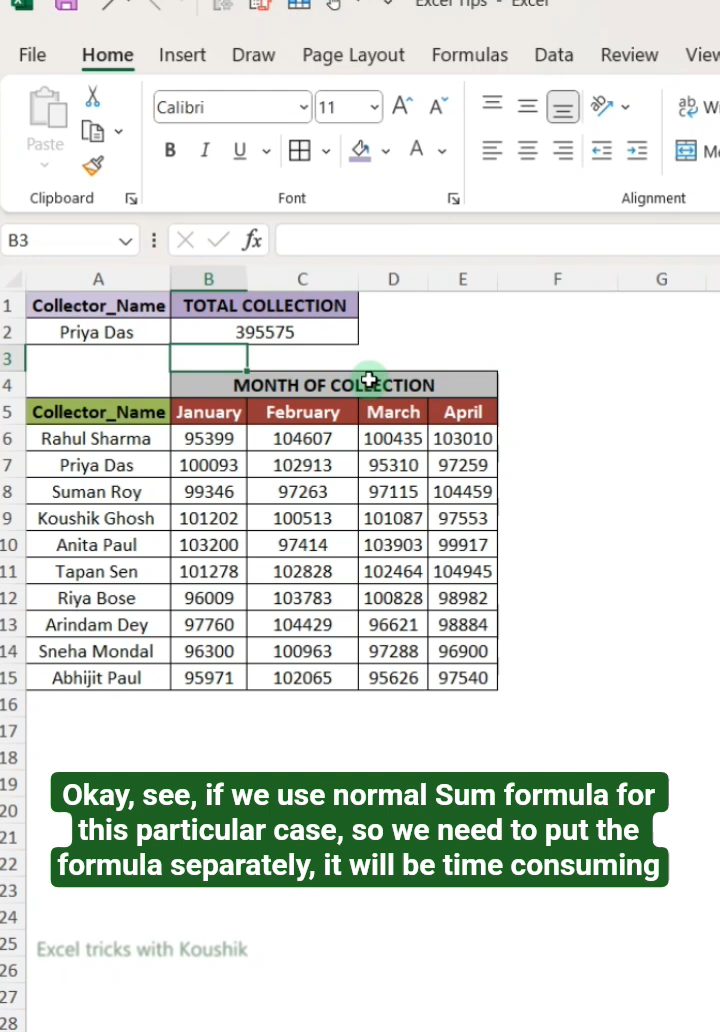 Excel Tips - Excel
File Home Insert Draw Page Layout Formulas Data Review View
Calibri 11
Paste
B I U A
Clipboard Font Alignment
B3 fx
A B C D E F G
1 Collector_Name TOTAL COLLECTION
2 Priya Das 395575
3
4 MONTH OF COLLECTION
5 Collector_Name January February March April
6 Rahul Sharma 95399 104607 100435 103010
7 Priya Das 100093 102913 95310 97259
8 Suman Roy 99346 97263 97115 104459
9 Koushik Ghosh 101202 100513 101087 97553
10 Anita Paul 103200 97414 103903 99917
11 Tapan Sen 101278 102828 102464 104945
12 Riya Bose 96009 103783 100828 98982
13 Arindam Dey 97760 104429 96621 98884
14 Sneha Mondal 96300 100963 97288 96900
15 Abhijit Paul 95971 102065 95626 97540
16
17
18
19
20
21
22
23
24
25
26
27
28
Okay, see, if we use normal Sum formula for
this particular case, so we need to put the
formula separately, it will be time consuming
Excel tricks with Koushik